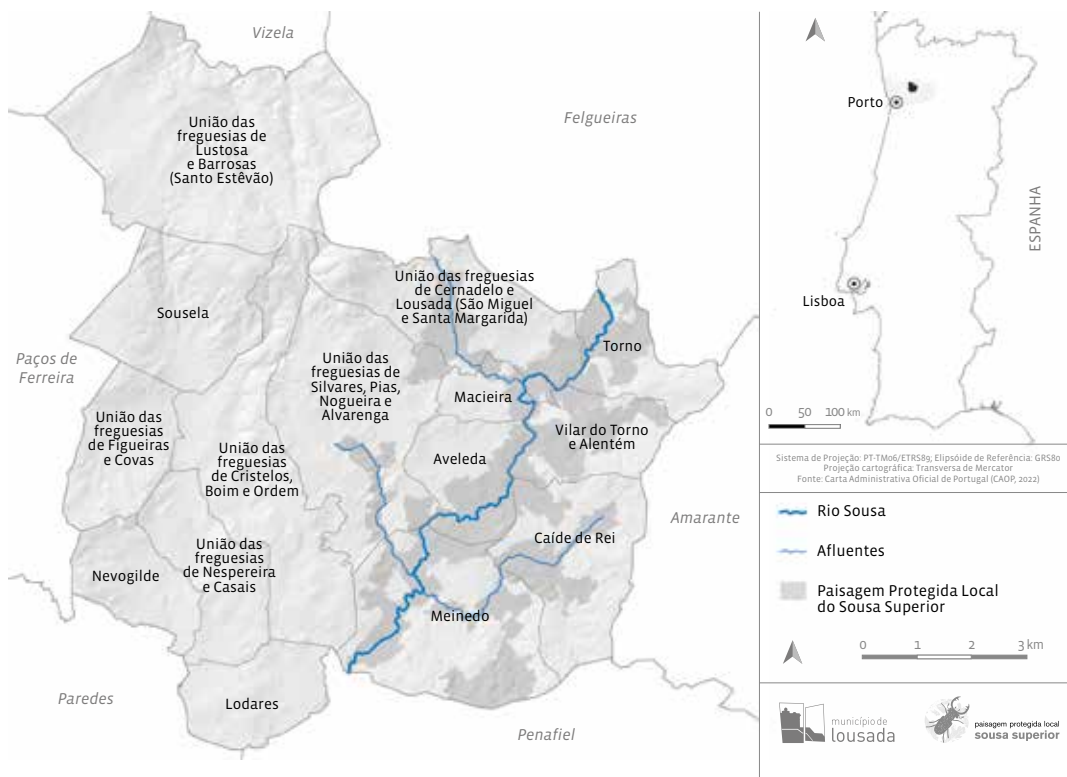 Vizela
Felgueiras
União das
freguesias de
Lustosa
e Barrosas
(Santo Estêvão)
União das freguesias
de Cernadelo e
Lousada (São Miguel
e Santa Margarida)
Sousela
Torno
Paços de
Ferreira
União das
freguesias de
Silvares, Pias,
Nogueira e
Alvarenga
Macieira
União das
freguesias
de Figueiras
e Covas
Vilar do Torno
e Alentém
União das
freguesias
de Cristelos,
Boim e Ordem
Aveleda
Amarante
Caíde de Rei
União das
freguesias
de Nespereira
e Casais
Nevogilde
Meinedo
Paredes
Lodares
Penafiel
Porto
ESPANHA
Lisboa
0 50 100 km
Sistema de Projeção: PT-TM06/ETRS89; Elipsóide de Referência: GRS80
Projeção cartográfica: Transversa de Mercator
Fonte: Carta Administrativa Oficial de Portugal (CAOP, 2022)
Rio Sousa
Afluentes
Paisagem Protegida Local
do Sousa Superior
0 1 2 3 km
município de
lousada
paisagem protegida local
sousa superior